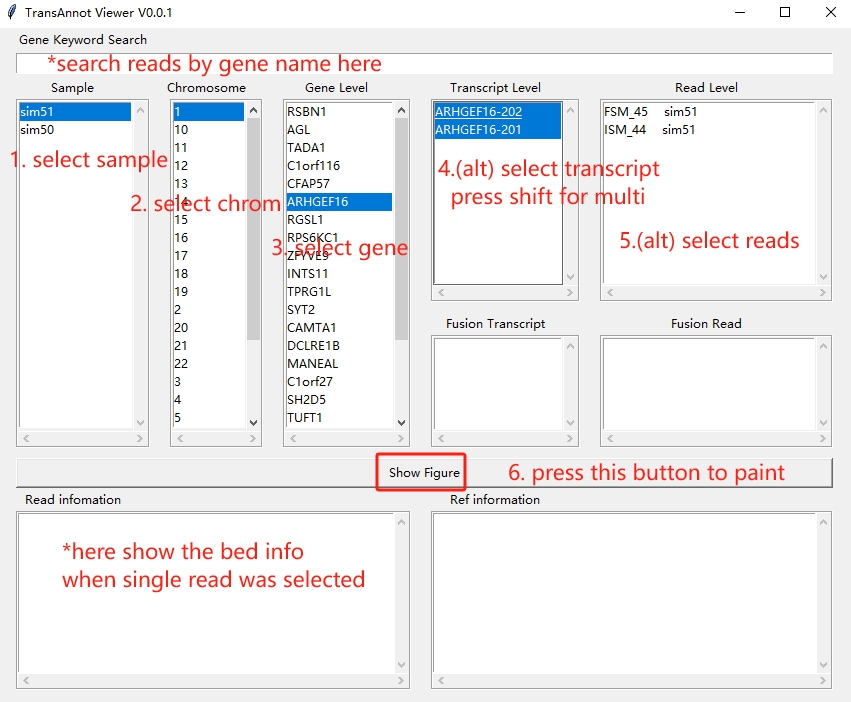 TransAnnot Viewer V0.0.1
Gene Keyword Search
*search reads by gene name here
Sample
Chromosome
Gene Level
Transcript Level
Read Level
sim51
sim50
1. select sample
1
10
11
12
13
14
15
16
17
18
19
2
20
21
22
3
4
5
2. select chrom
RSBN1
AGL
TADA1
C1orf116
CFAP57
ARHGEF16
RGSL1
RPS6KC1
ZFYVE9
INTS11
TPRG1L
SYT2
CAMTA1
DCLRE1B
MANEAL
C1orf27
SH2D5
TUFT1
3. select gene
ARHGEF16-202
ARHGEF16-201
4.(alt) select transcript
press shift for multi
FSM_45 sim51
ISM_44 sim51
5.(alt) select reads
Fusion Transcript
Fusion Read
Show Figure
6. press this button to paint
Read infomation
Ref information
*here show the bed info
when single read was selected